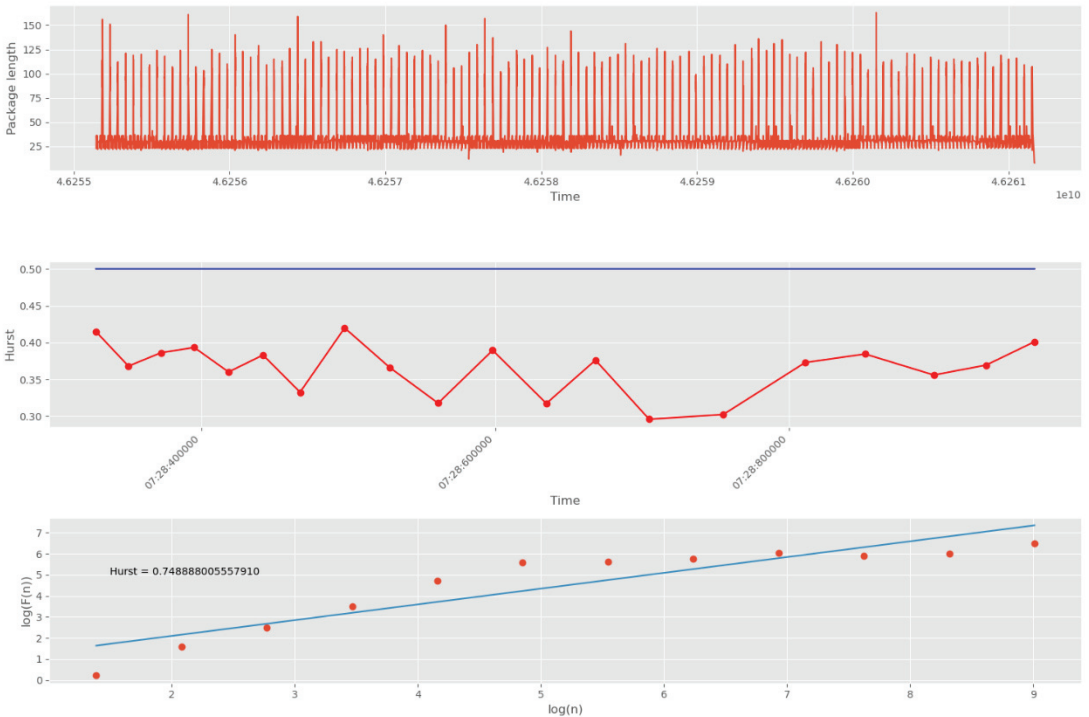 150
125
100
75
50
25
Package length
4.6255 4.6256 4.6257 4.6258 4.6259 4.6260 4.6261
Time
1e10
0.50
0.45
0.40
0.35
0.30
Hurst
07:28:400000 07:28:600000 07:28:800000
Time
7
6
5
4
3
2
1
0
log(F(n))
Hurst = 0.748888005557910
2 3 4 5 6 7 8 9
log(n)